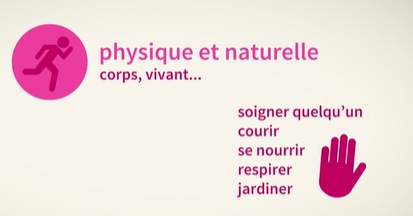 physique et naturelle
corps, vivant...
soigner quelqu'un
courir
se nourrir
respirer
jardiner